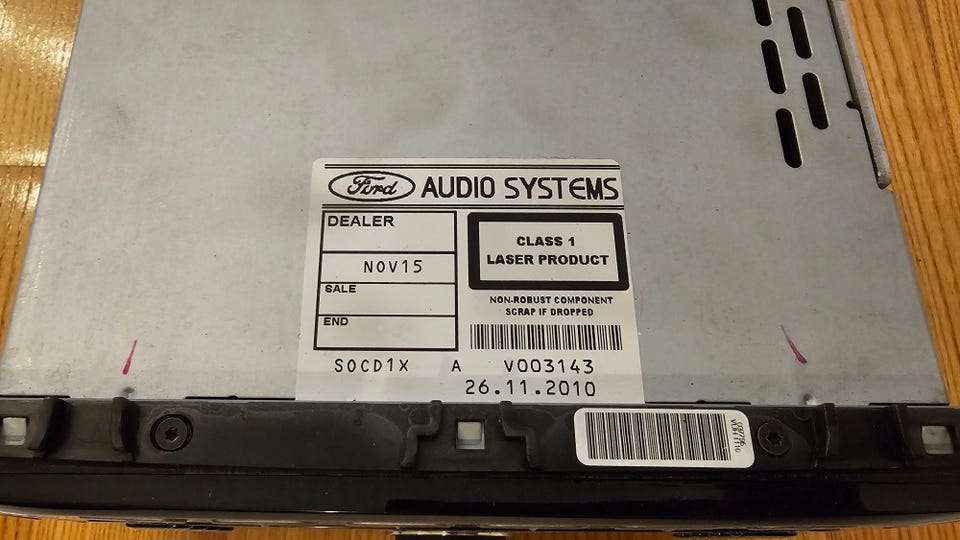 Ford AUDIO SYSTEMS
DEALER
NOV15
SALE
END
CLASS 1
LASER PRODUCT
NON-ROBUST COMPONENT
SCRAP IF DROPPED
SOCD1X A V003143
26.11.2010